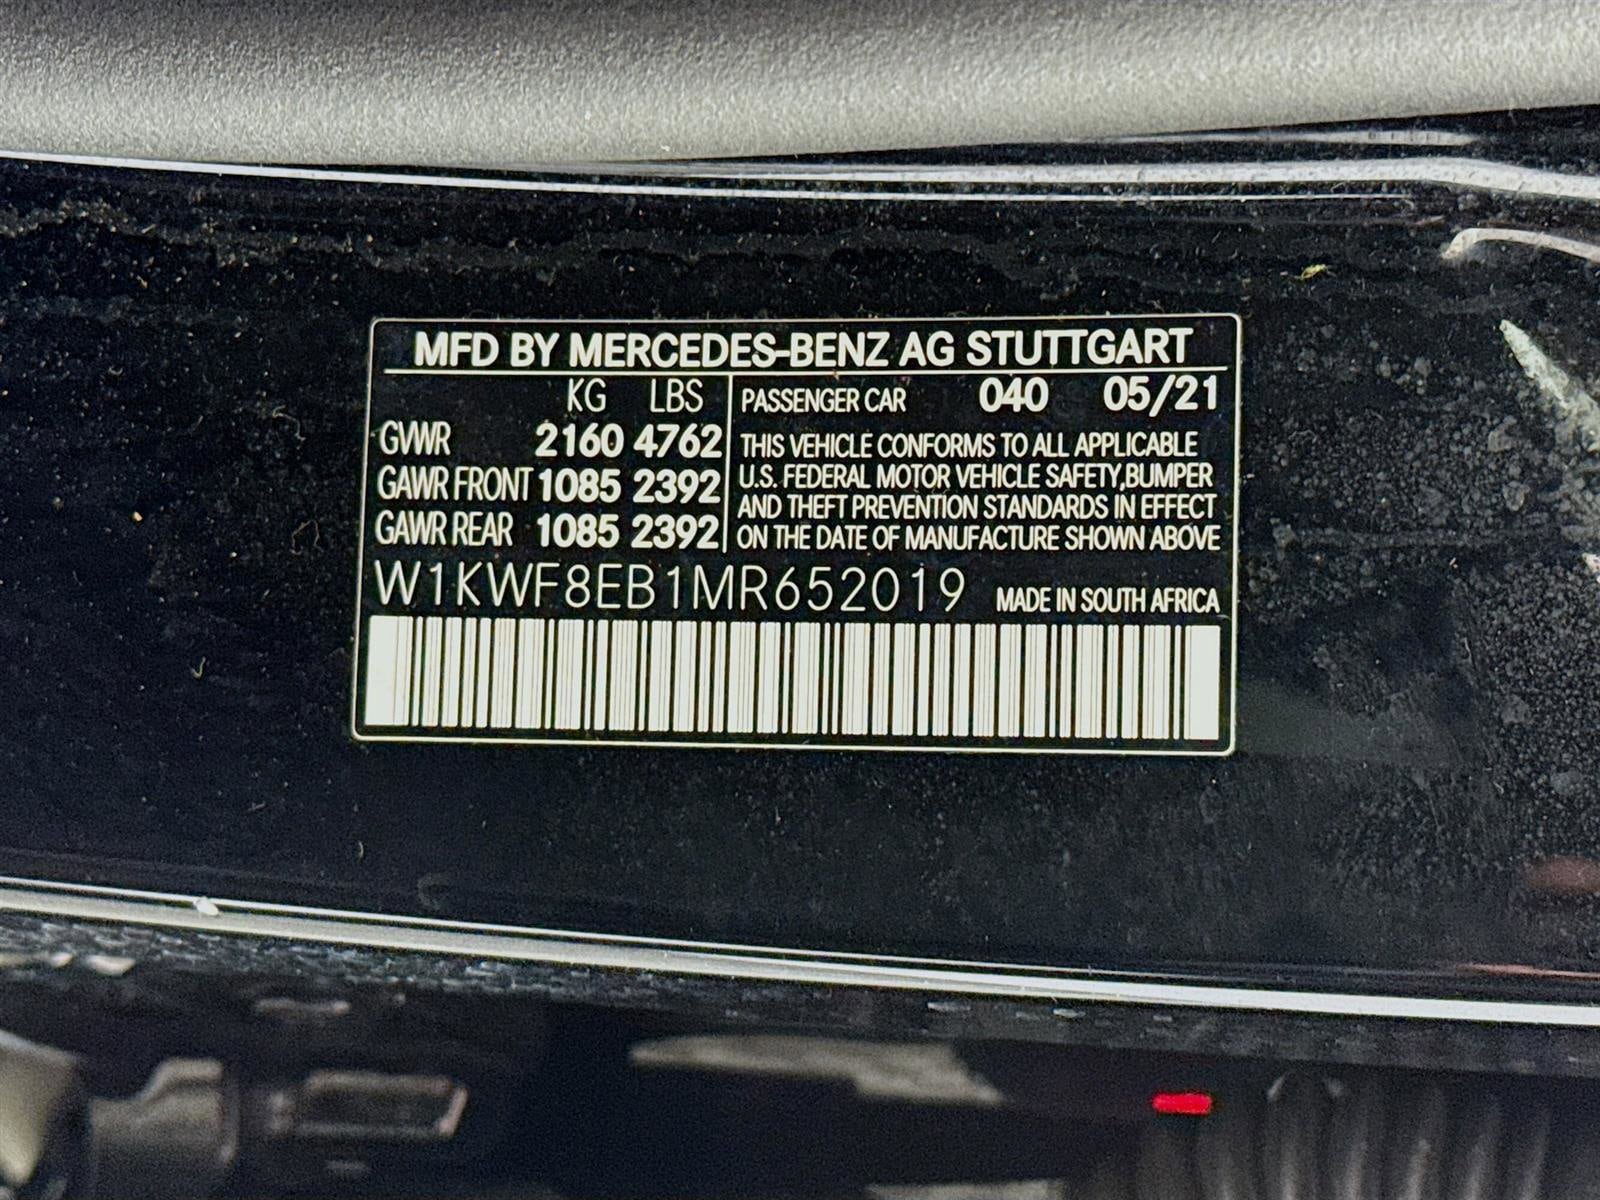 MFD BY MERCEDES-BENZ AG STUTTGART
KG LBS
GVWR 2160 4762
GAWR FRONT 1085 2392
GAWR REAR 1085 2392
PASSENGER CAR 040 05/21
THIS VEHICLE CONFORMS TO ALL APPLICABLE
U.S. FEDERAL MOTOR VEHICLE SAFETY,BUMPER
AND THEFT PREVENTION STANDARDS IN EFFECT
ON THE DATE OF MANUFACTURE SHOWN ABOVE
W1KWF8EB1MR652019 MADE IN SOUTH AFRICA